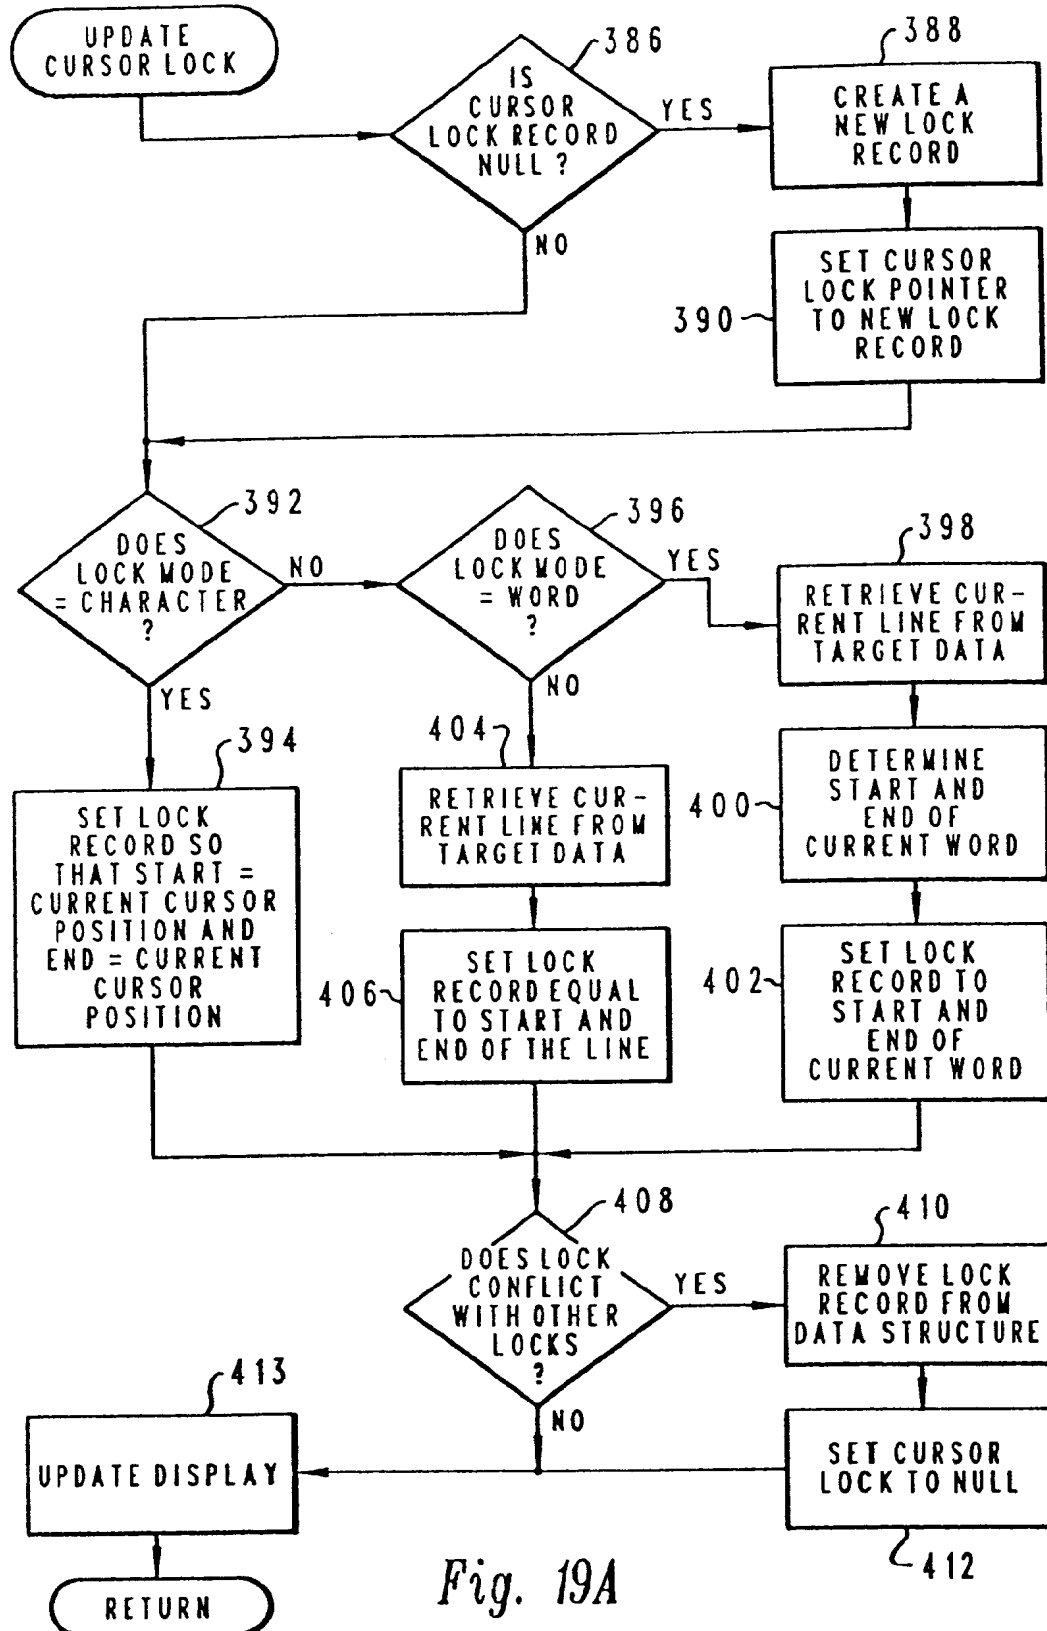 UPDATE
CURSOR LOCK
386
IS
CURSOR
LOCK RECORD
NULL ?
YES
NO
388
CREATE A
NEW LOCK
RECORD
390
SET CURSOR
LOCK POINTER
TO NEW LOCK
RECORD
392
DOES
LOCK MODE
= CHARACTER
?
NO
YES
396
DOES
LOCK MODE
= WORD
?
YES
NO
398
RETRIEVE CUR-
RENT LINE FROM
TARGET DATA
394
SET LOCK
RECORD SO
THAT START =
CURRENT CURSOR
POSITION AND
END = CURRENT
CURSOR
POSITION
404
RETRIEVE CUR-
RENT LINE FROM
TARGET DATA
400
DETERMINE
START AND
END OF
CURRENT WORD
406
SET LOCK
RECORD EQUAL
TO START AND
END OF THE LINE
402
SET LOCK
RECORD TO
START AND
END OF
CURRENT WORD
408
DOES LOCK
CONFLICT
WITH OTHER
LOCKS
?
YES
NO
410
REMOVE LOCK
RECORD FROM
DATA STRUCTURE
413
UPDATE DISPLAY
SET CURSOR
LOCK TO NULL
412
RETURN
Fig. 19A